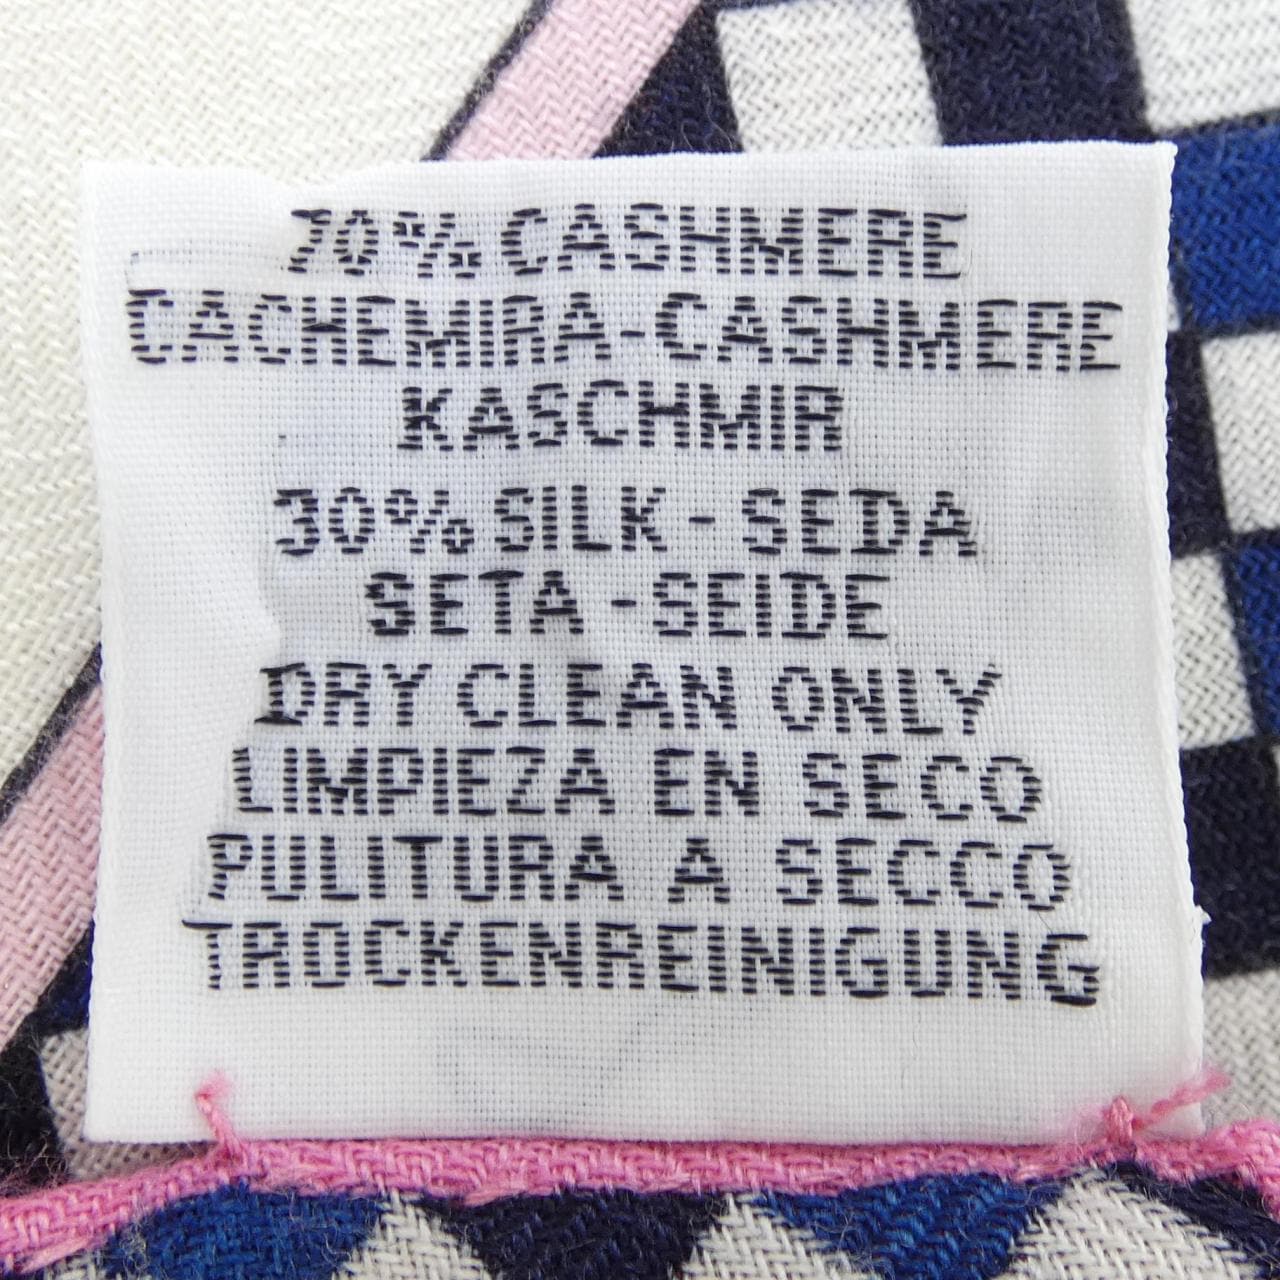 70% CASHMERE
CACHEMIRA-CASHMERE
KASCHMIR
30% SILK - SEDA
SETA - SEIDE
DRY CLEAN ONLY
LIMPIEZA EN SECO
PULITURA A SECCO
TROCKENREINIGUNG